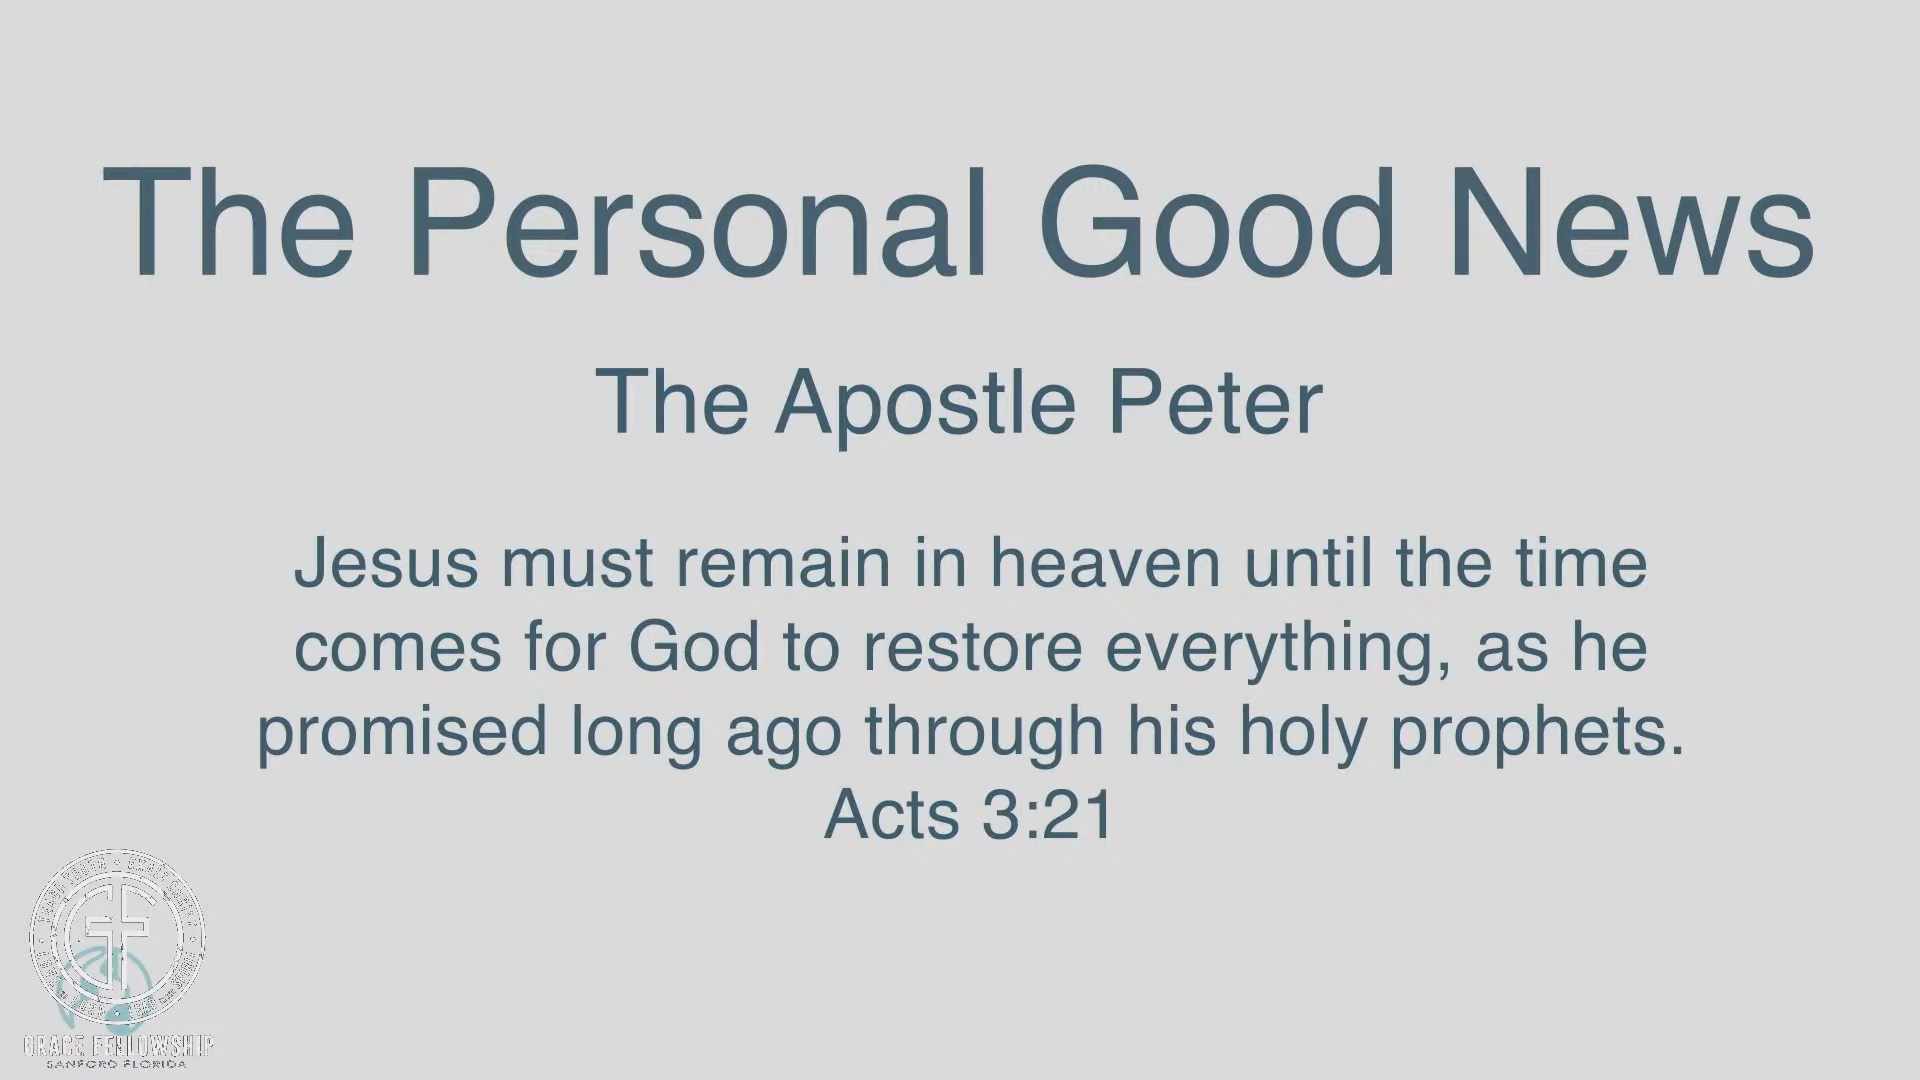 The Personal Good News
The Apostle Peter
Jesus must remain in heaven until the time
comes for God to restore everything, as he
promised long ago through his holy prophets.
Acts 3:21
GRACE FELLOWSHIP
SANFORD FLORIDA